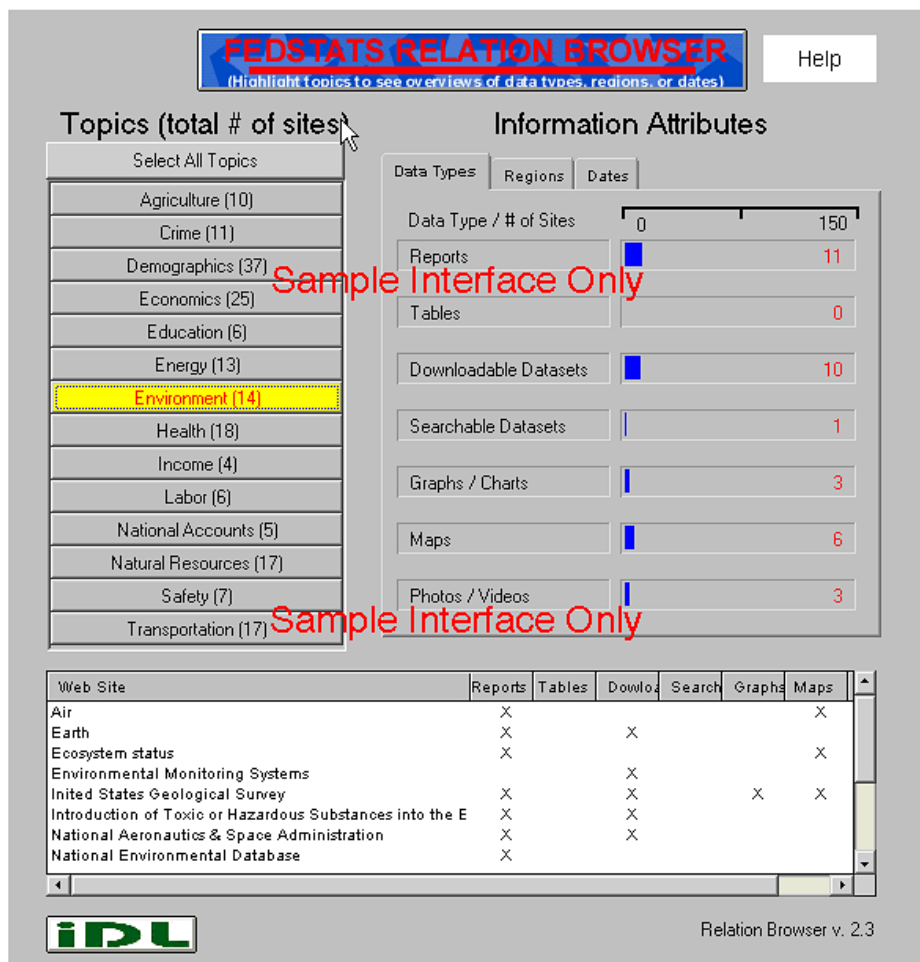 FEDSTATS RELATION BROWSER
(Highlight topics to see overviews of data types, regions, or dates)
Help
Topics (total # of sites)
Select All Topics
Agriculture (10)
Crime (11)
Demographics (37)
Economics (25)
Education (6)
Energy (13)
Environment (14)
Health (18)
Income (4)
Labor (6)
National Accounts (5)
Natural Resources (17)
Safety (7)
Transportation (17)
Information Attributes
Data Types Regions Dates
Data Type / # of Sites 0 150
Reports 11
Sample Interface Only
Tables 0
Downloadable Datasets 10
Searchable Datasets 1
Graphs / Charts 3
Maps 6
Photos / Videos 3
Sample Interface Only
Web Site Reports Tables Dowloa Search Graphs Maps
Air X X
Earth X X
Ecosystem status X X
Environmental Monitoring Systems X
Inited States Geological Survey X X X X
Introduction of Toxic or Hazardous Substances into the E X X
National Aeronautics & Space Administration X X
National Environmental Database X
iDL
Relation Browser v. 2.3